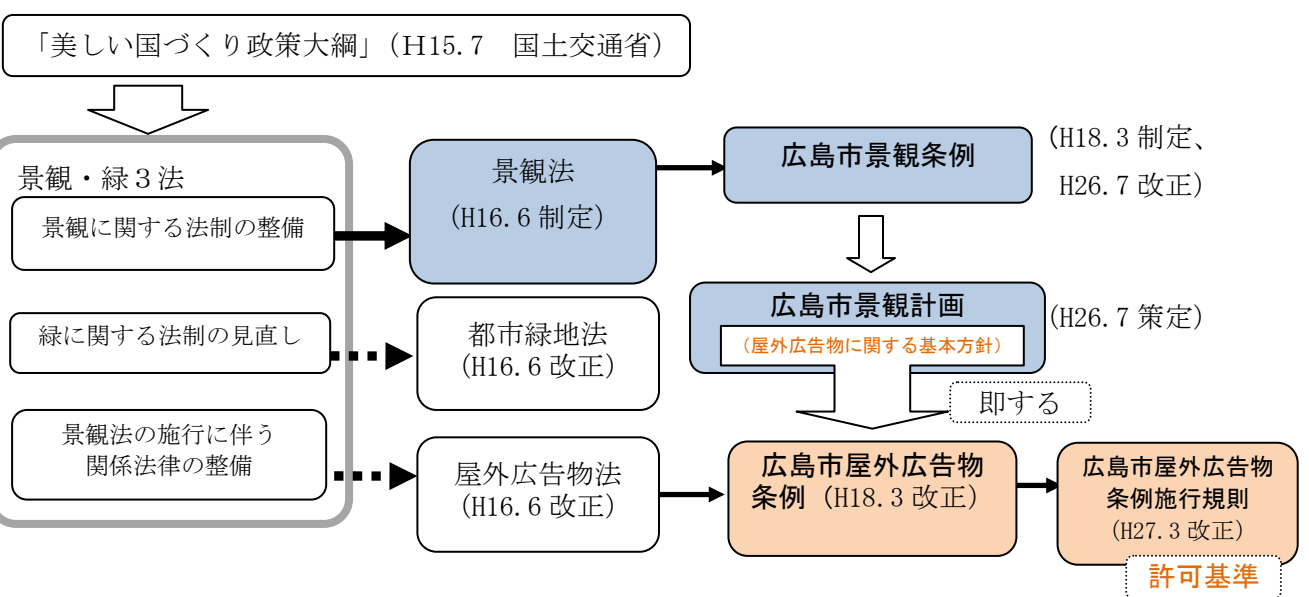 「美しい国づくり政策大綱」（H15.7　国土交通省）
景観・緑３法
景観に関する法制の整備
緑に関する法制の見直し
景観法の施行に伴う
関係法律の整備
景観法
（H16.6 制定）
都市緑地法
（H16.6 改正）
屋外広告物法
（H16.6 改正）
広島市景観条例
（H18.3 制定、
H26.7 改正）
広島市景観計画
（屋外広告物に関する基本方針）
（H26.7 策定）
即する
広島市屋外広告物
条例（H18.3 改正）
広島市屋外広告物
条例施行規則
（H27.3 改正）
許可基準